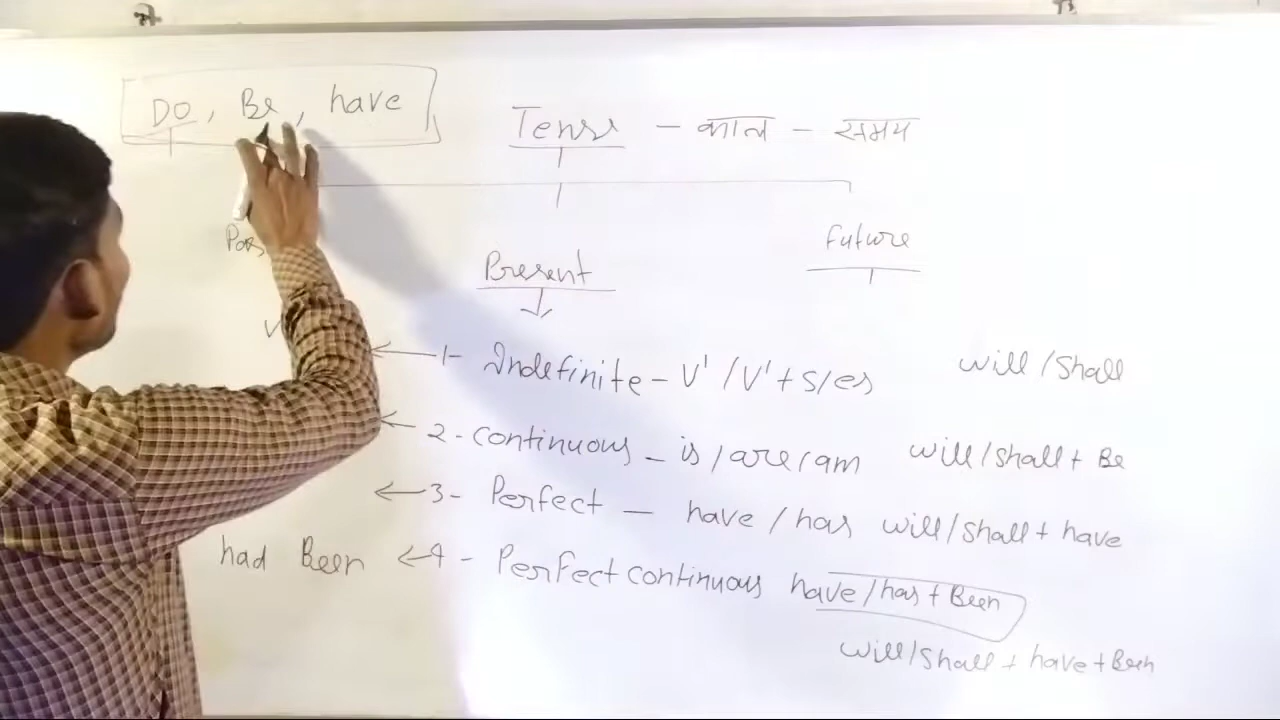 DO, Be, have
Tense - काल - समय
Future
Present
1- Indefinite - V' / V' + s/es
will/shall
2- continuous - is/are/am
will/shall + Be
3- Perfect - have / has
will/shall + have
had Been
4- Perfect continuous have/has + Been
will/shall + have + Been